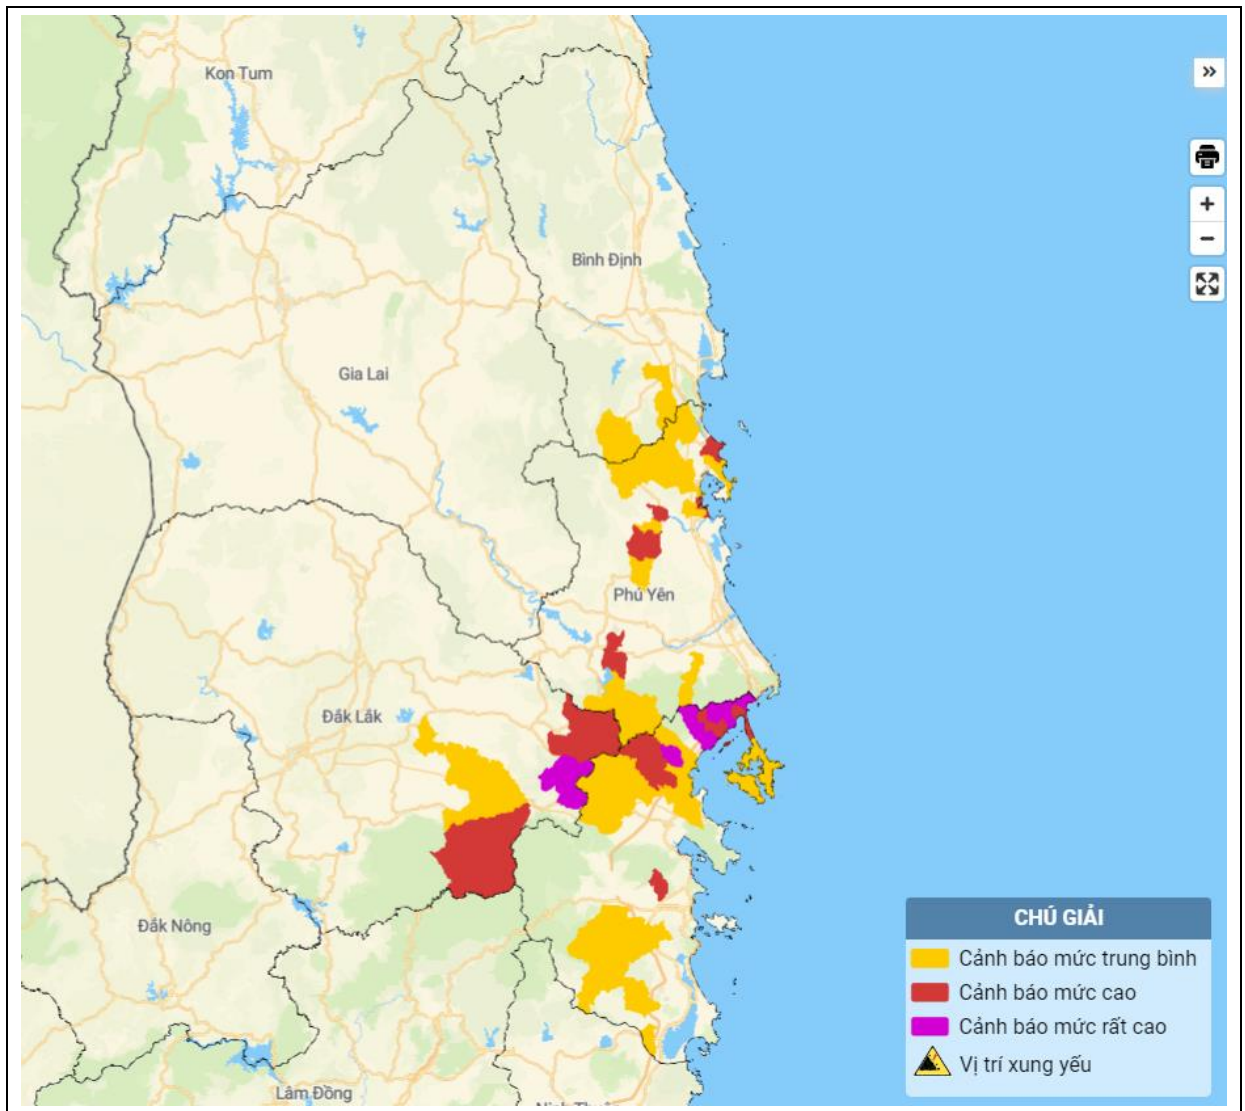 Kon Tum
»
+
−
Bình Định
Gia Lai
Phú Yên
Đắk Lắk
Đắk Nông
Lâm Đồng
CHÚ GIẢI
Cảnh báo mức trung bình
Cảnh báo mức cao
Cảnh báo mức rất cao
Vị trí xung yếu